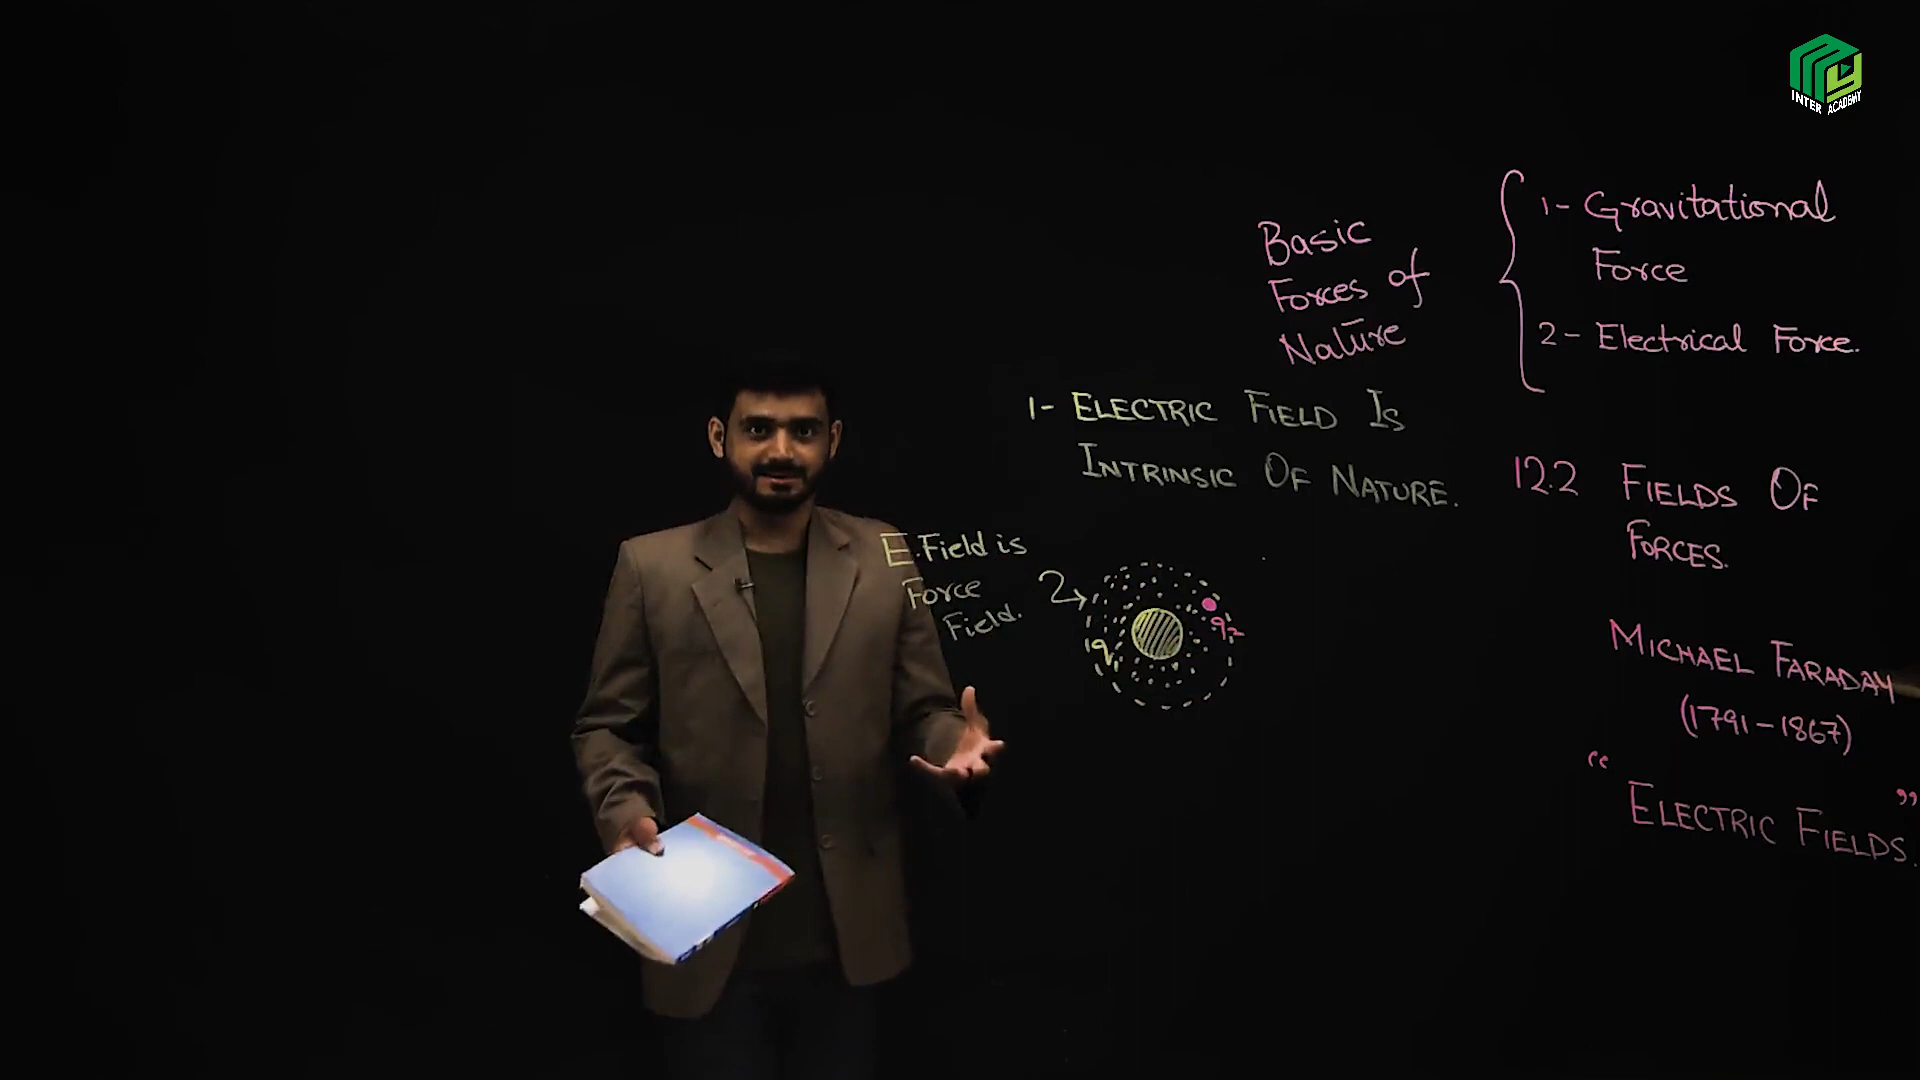 INTER ACADEMY
Basic
Forces of
Nature
1- Gravitational
Force
2- Electrical Force.
1- ELECTRIC FIELD IS
INTRINSIC OF NATURE.
12.2 FIELDS OF
FORCES.
E.Field is
Force
Field.
2
q
q2
MICHAEL FARADAY
(1791-1867)
"ELECTRIC FIELDS."